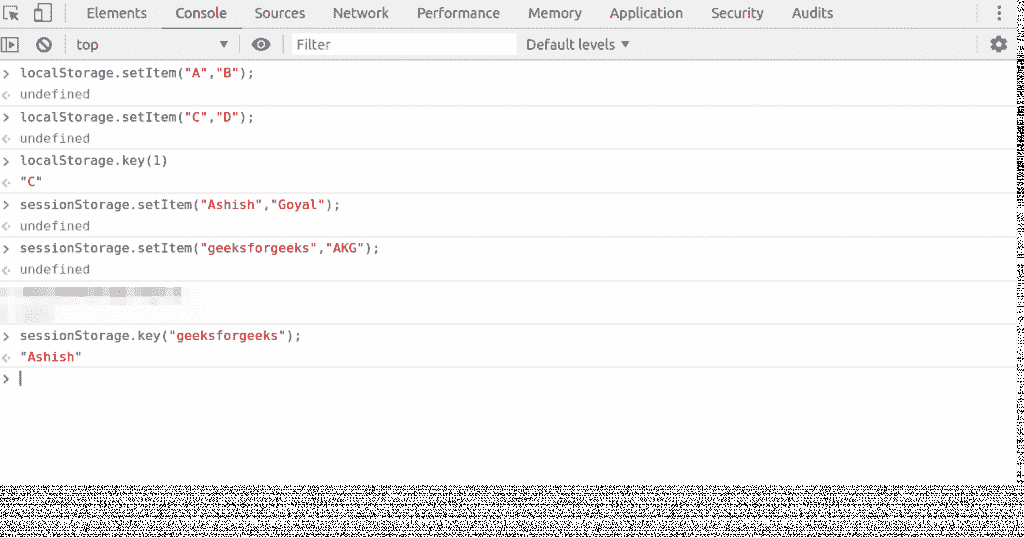 Elements Console Sources Network Performance Memory Application Security Audits
top Filter Default levels
localStorage.setItem("A","B");
undefined
localStorage.setItem("C","D");
undefined
localStorage.key(1)
"C"
sessionStorage.setItem("Ashish","Goyal");
undefined
sessionStorage.setItem("geeksforgeeks","AKG");
undefined
sessionStorage.key("geeksforgeeks");
"Ashish"